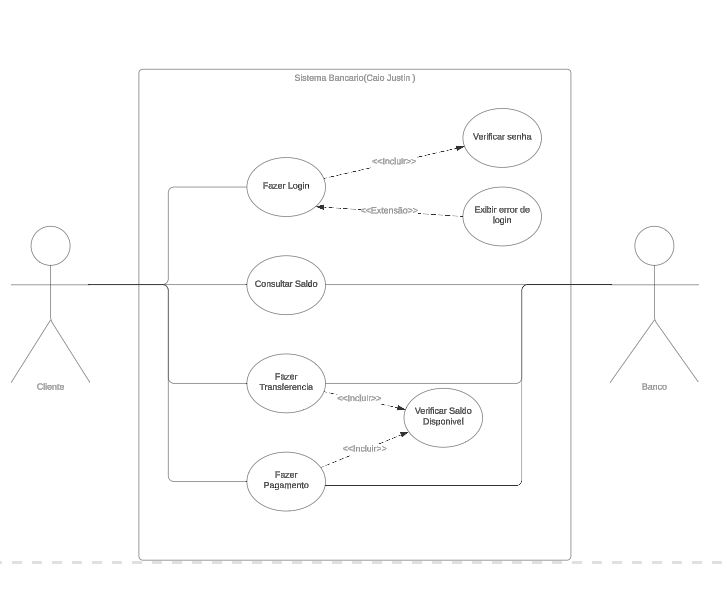 Sistema Bancario(Caio Justin )
Verificar senha
<<Incluir>>
Fazer Login
<<Extensão>>
Exibir error de
login
Consultar Saldo
Cliente
Banco
Fazer
Transferencia
<<Incluir>>
Verificar Saldo
Disponivel
<<Incluir>>
Fazer
Pagamento